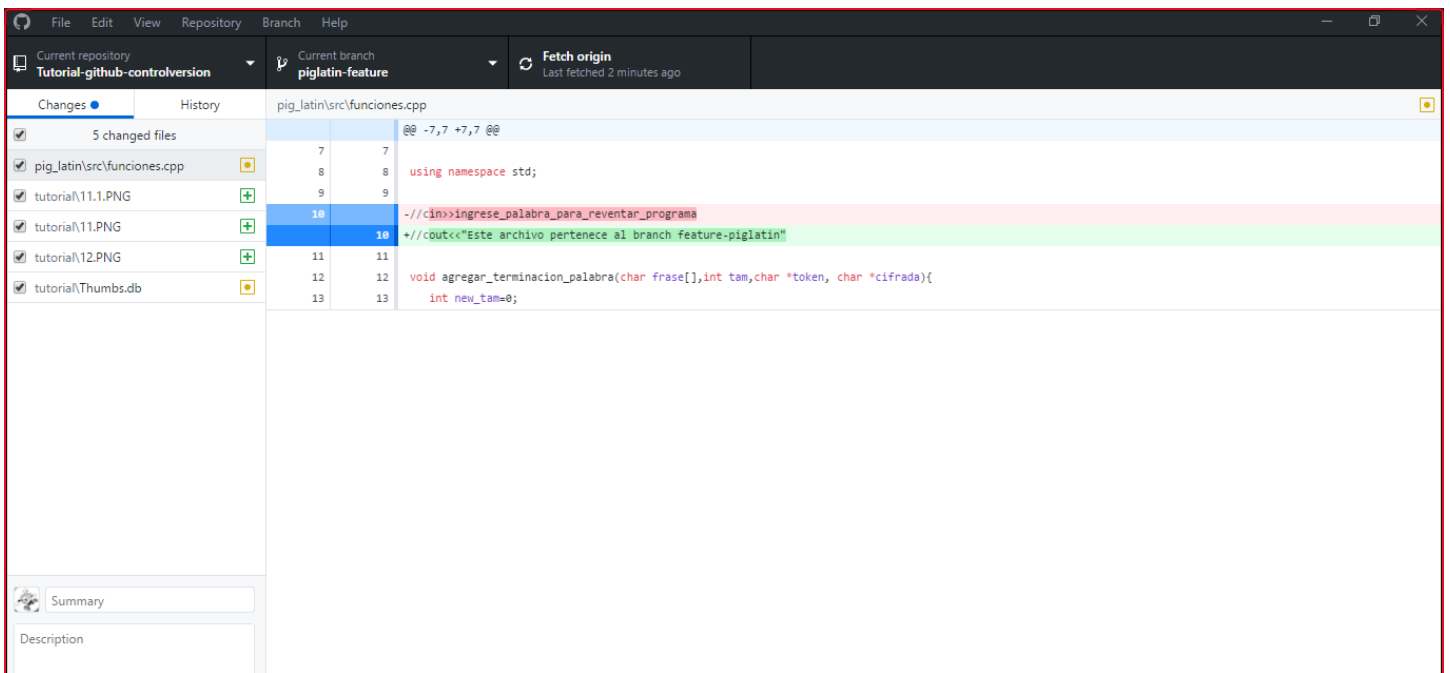 File Edit View Repository Branch Help
Current repository
Tutorial-github-controlversion
Current branch
piglatin-feature
Fetch origin
Last fetched 2 minutes ago
Changes History
5 changed files
pig_latin\src\funciones.cpp
tutorial\11.1.PNG
tutorial\11.PNG
tutorial\12.PNG
tutorial\Thumbs.db
Summary
Description
pig_latin\src\funciones.cpp
@@ -7,7 +7,7 @@
7 7
8 8 using namespace std;
9 9
10 -//cin>>ingrese_palabra_para_reventar_programa
10 +//cout<<"Este archivo pertenece al branch feature-piglatin"
11 11
12 12 void agregar_terminacion_palabra(char frase[],int tam,char *token, char *cifrada){
13 13 int new_tam=0;